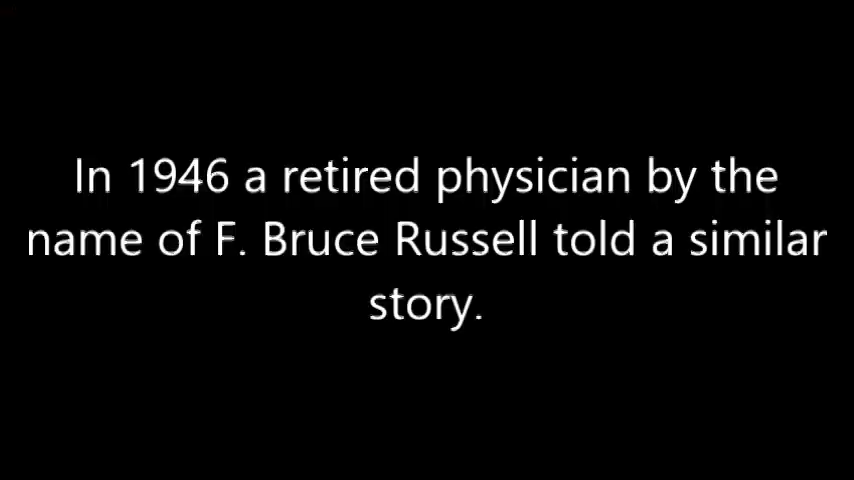 In 1946 a retired physician by the
name of F. Bruce Russell told a similar
story.